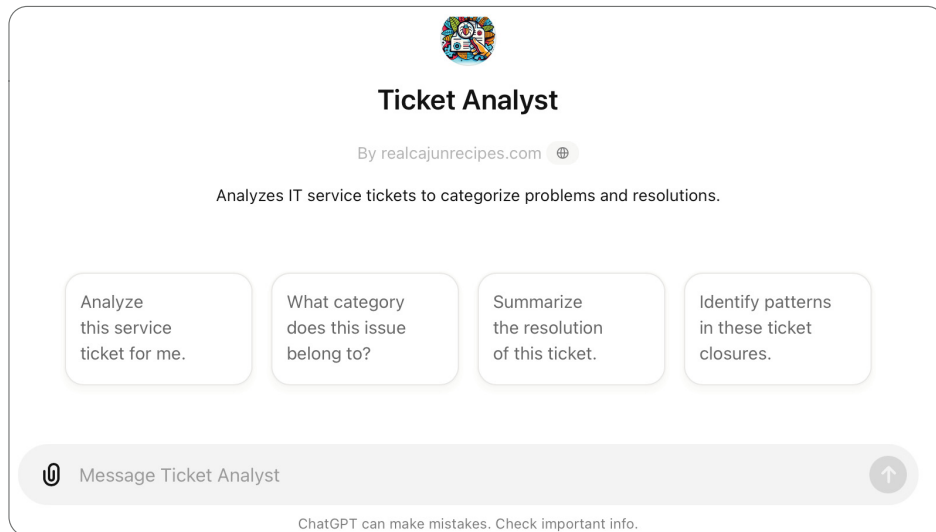 Ticket Analyst
By realcajunrecipes.com
Analyzes IT service tickets to categorize problems and resolutions.
Analyze
this service
ticket for me.
What category
does this issue
belong to?
Summarize
the resolution
of this ticket.
Identify patterns
in these ticket
closures.
Message Ticket Analyst
ChatGPT can make mistakes. Check important info.